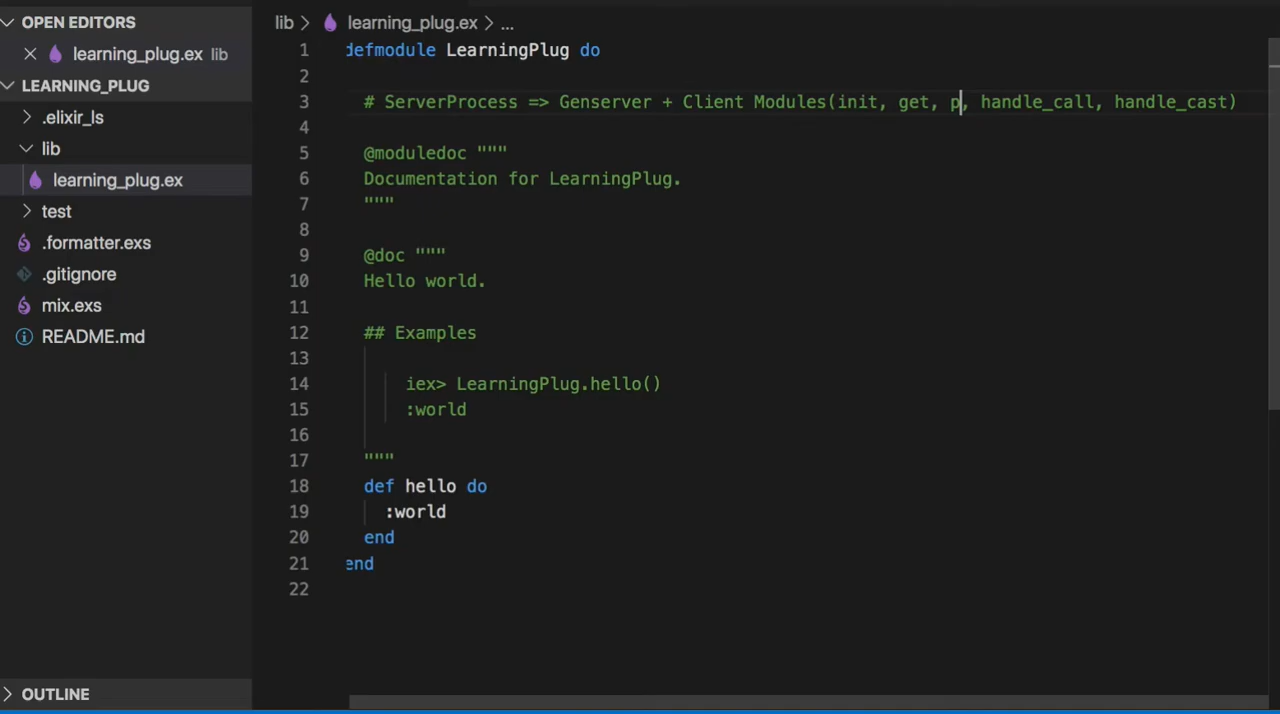 OPEN EDITORS
learning_plug.ex lib
LEARNING_PLUG
.elixir_ls
lib
learning_plug.ex
test
.formatter.exs
.gitignore
mix.exs
README.md
OUTLINE
lib > learning_plug.ex > ...
1 defmodule LearningPlug do
2
3 # ServerProcess => Genserver + Client Modules(init, get, p, handle_call, handle_cast)
4
5 @moduledoc """
6 Documentation for LearningPlug.
7 """
8
9 @doc """
10 Hello world.
11
12 ## Examples
13
14 iex> LearningPlug.hello()
15 :world
16
17 """
18 def hello do
19 :world
20 end
21 end
22